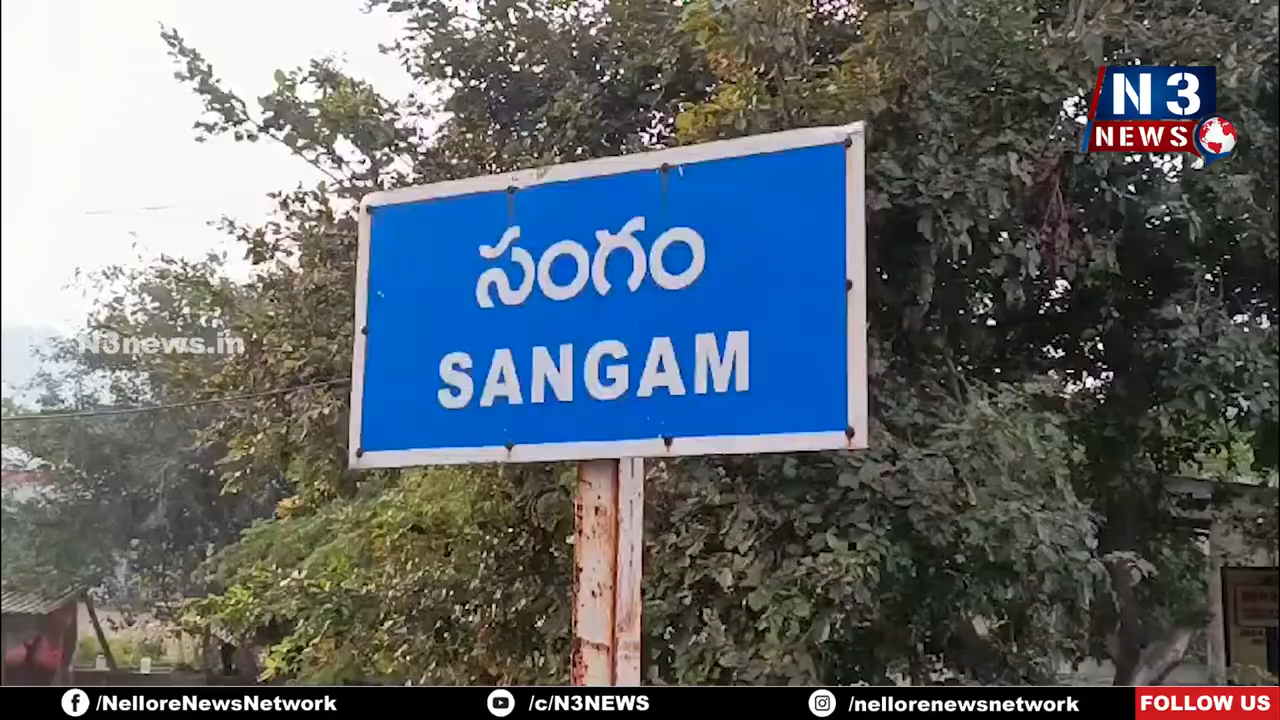 N3
NEWS
సంగం
SANGAM
N3news.in
/NelloreNewsNetwork
/c/N3NEWS
/nellorenewsnetwork
FOLLOW US